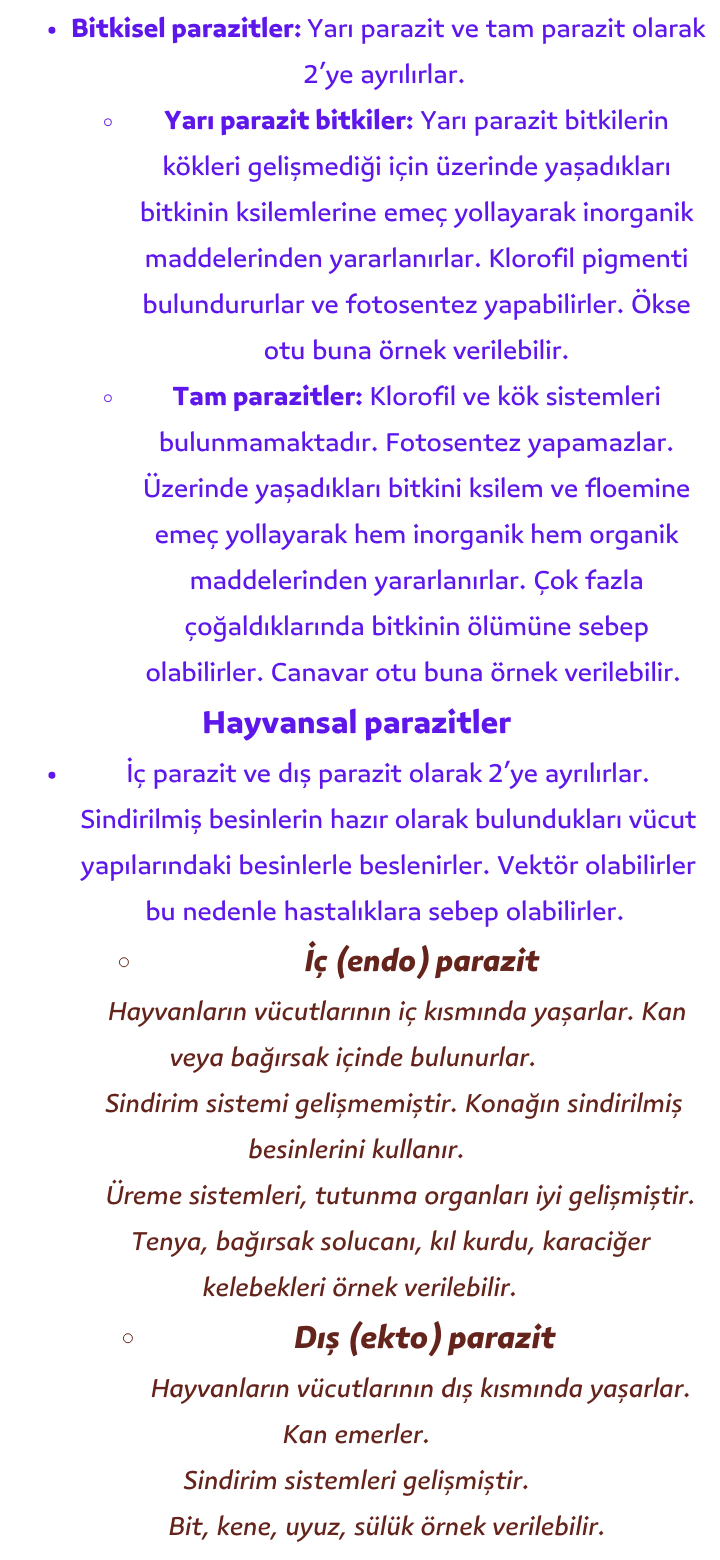 • Bitkisel parazitler: Yarı parazit ve tam parazit olarak
2’ye ayrılırlar.
◦ Yarı parazit bitkiler: Yarı parazit bitkilerin
kökleri gelişmediği için üzerinde yaşadıkları
bitkinin ksilemlerine emeç yollayarak inorganik
maddelerinden yararlanırlar. Klorofil pigmenti
bulundururlar ve fotosentez yapabilirler. Ökse
otu buna örnek verilebilir.
◦ Tam parazitler: Klorofil ve kök sistemleri
bulunmamaktadır. Fotosentez yapamazlar.
Üzerinde yaşadıkları bitkini ksilem ve floemine
emeç yollayarak hem inorganik hem organik
maddelerinden yararlanırlar. Çok fazla
çoğaldıklarında bitkinin ölümüne sebep
olabilirler. Canavar otu buna örnek verilebilir.
Hayvansal parazitler
• İç parazit ve dış parazit olarak 2’ye ayrılırlar.
Sindirilmiş besinlerin hazır olarak bulundukları vücut
yapılarındaki besinlerle beslenirler. Vektör olabilirler
bu nedenle hastalıklara sebep olabilirler.
◦ İç (endo) parazit
Hayvanların vücutlarının iç kısmında yaşarlar. Kan
veya bağırsak içinde bulunurlar.
Sindirim sistemi gelişmemiştir. Konağın sindirilmiş
besinlerini kullanır.
Üreme sistemleri, tutunma organları iyi gelişmiştir.
Tenya, bağırsak solucanı, kıl kurdu, karaciğer
kelebekleri örnek verilebilir.
◦ Dış (ekto) parazit
Hayvanların vücutlarının dış kısmında yaşarlar.
Kan emerler.
Sindirim sistemleri gelişmiştir.
Bit, kene, uyuz, sülük örnek verilebilir.